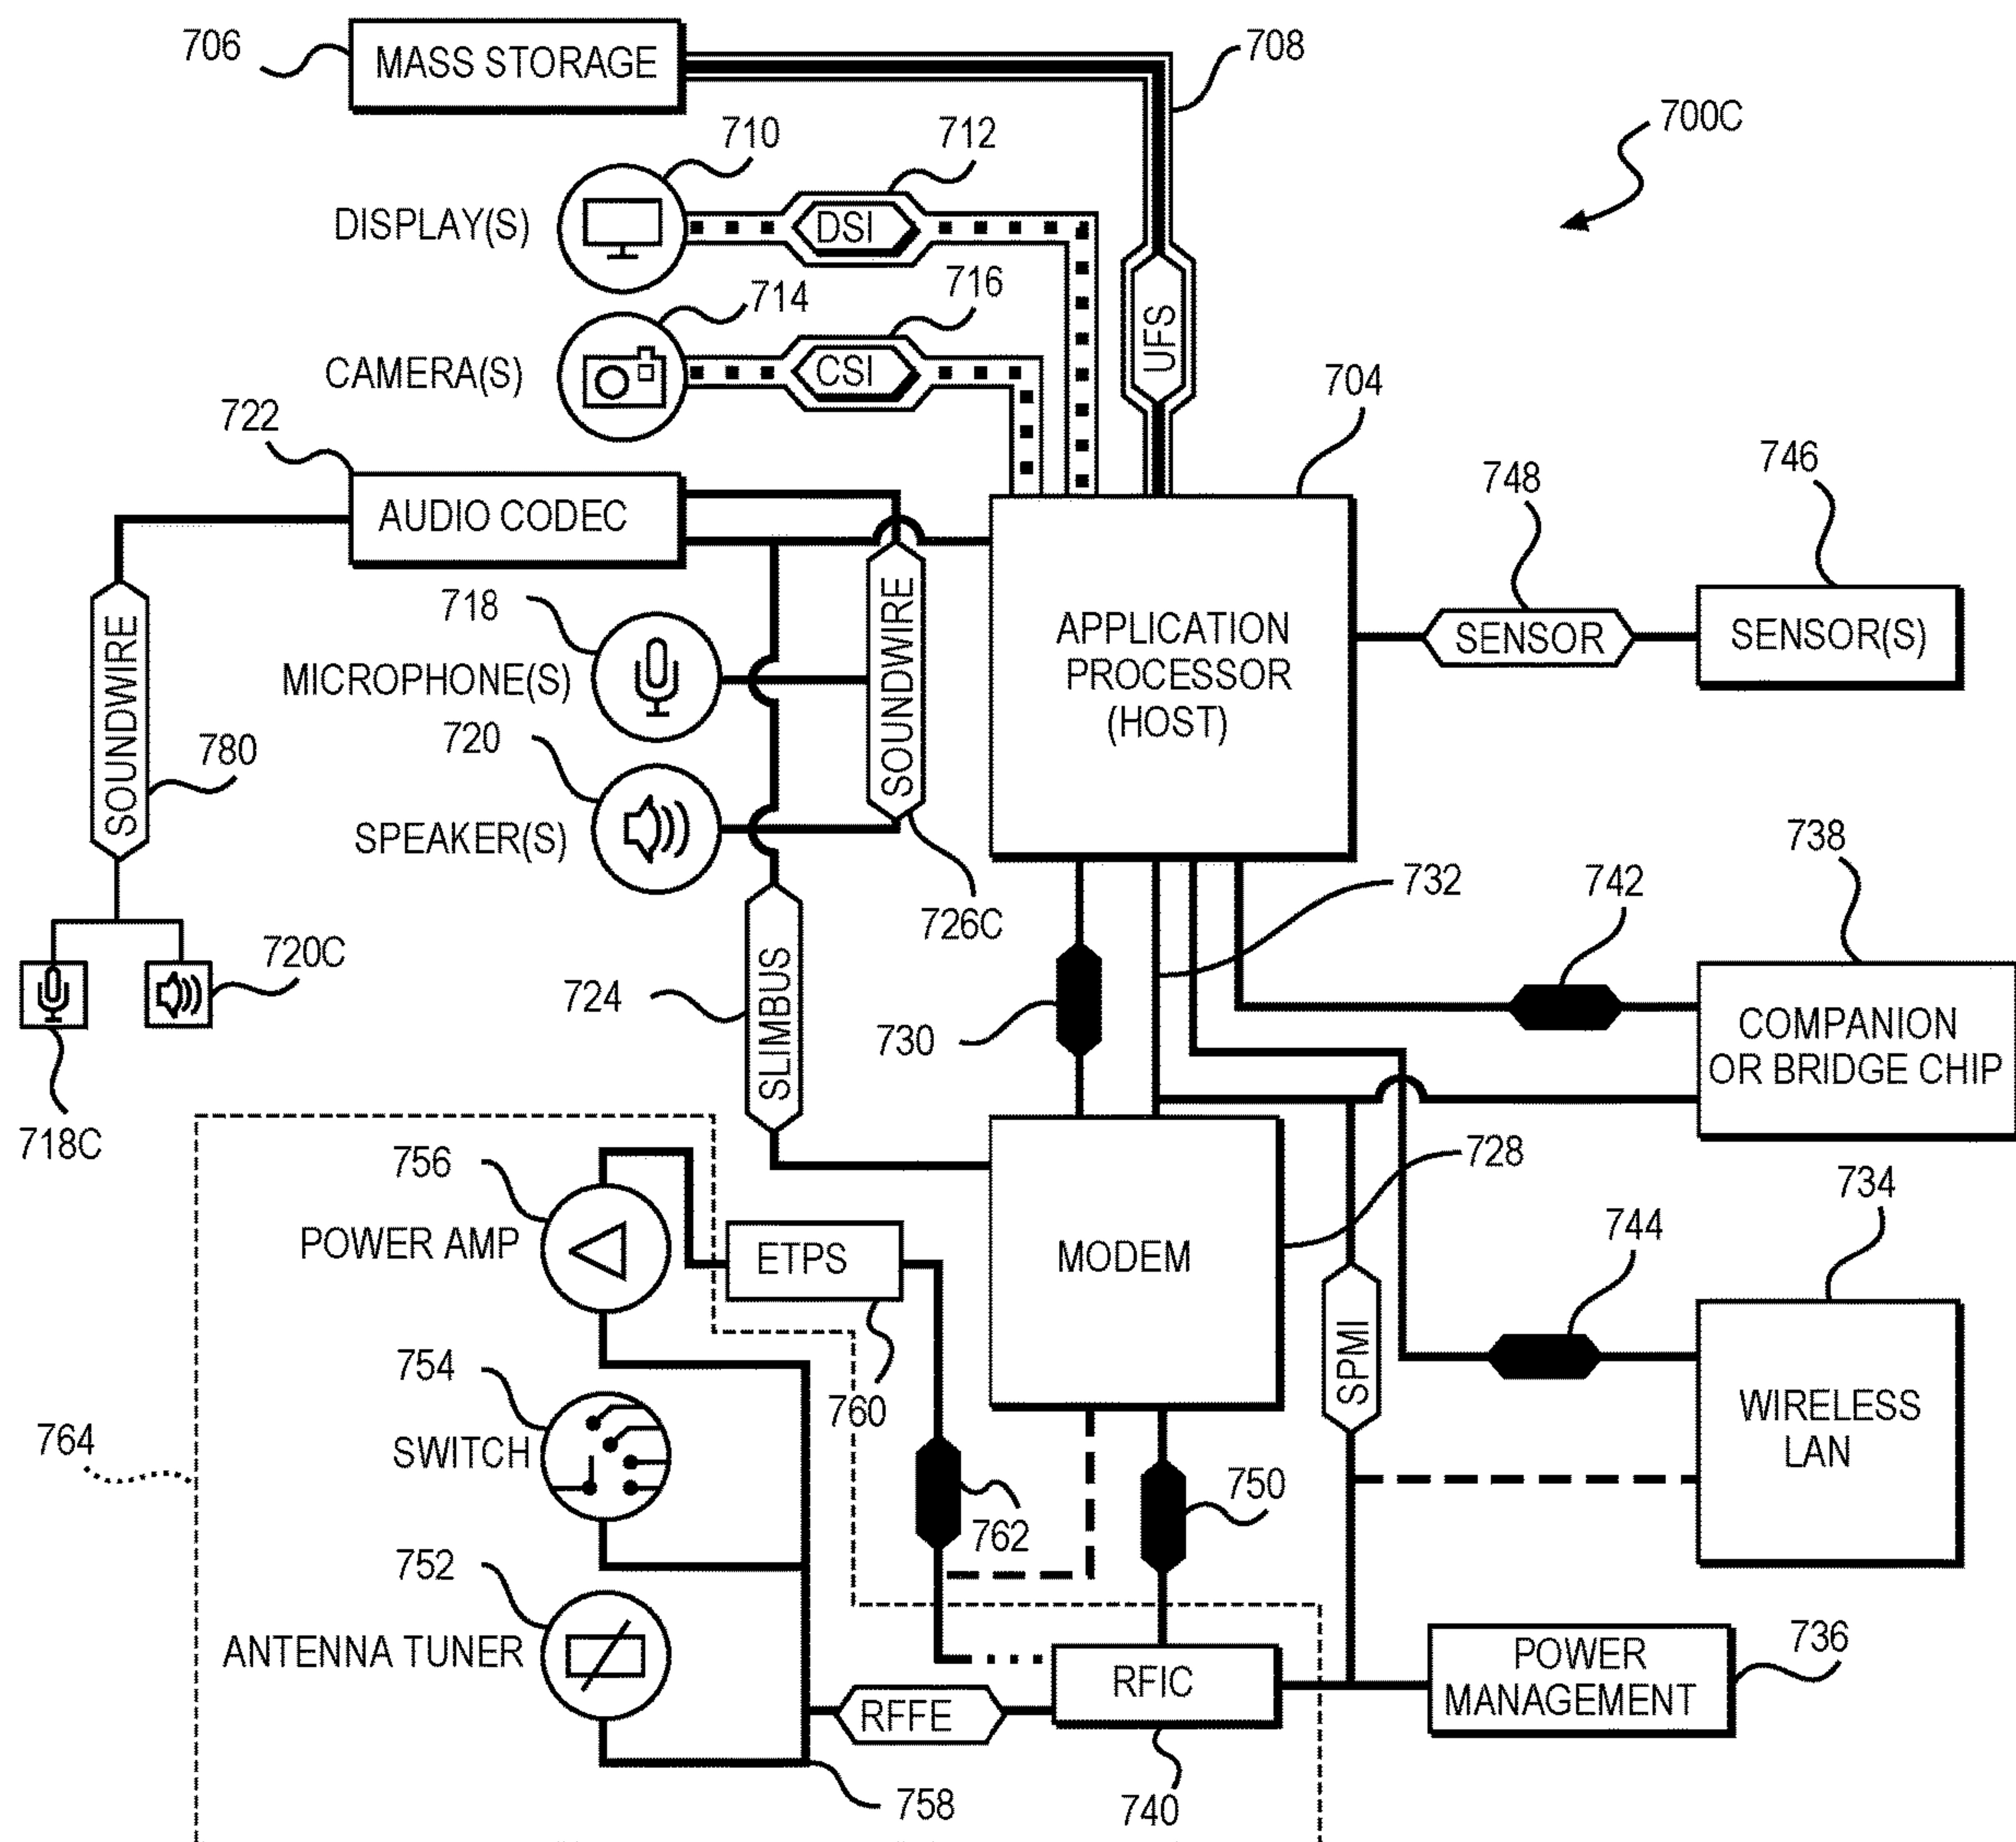 706
MASS STORAGE
708
700C
710
712
DISPLAY(S)
DSI
714
716
UFS
CAMERA(S)
CSI
704
722
748
746
AUDIO CODEC
SOUNDWIRE
718
SOUNDWIRE
APPLICATION
PROCESSOR
(HOST)
SENSOR
SENSOR(S)
MICROPHONE(S)
780
720
SPEAKER(S)
738
732
742
726C
720C
724
SLIMBUS
730
COMPANION
OR BRIDGE CHIP
718C
756
728
734
POWER AMP
ETPS
MODEM
744
754
760
SPMI
WIRELESS
LAN
764
SWITCH
750
762
752
ANTENNA TUNER
POWER
MANAGEMENT
736
RFIC
RFFE
758
740